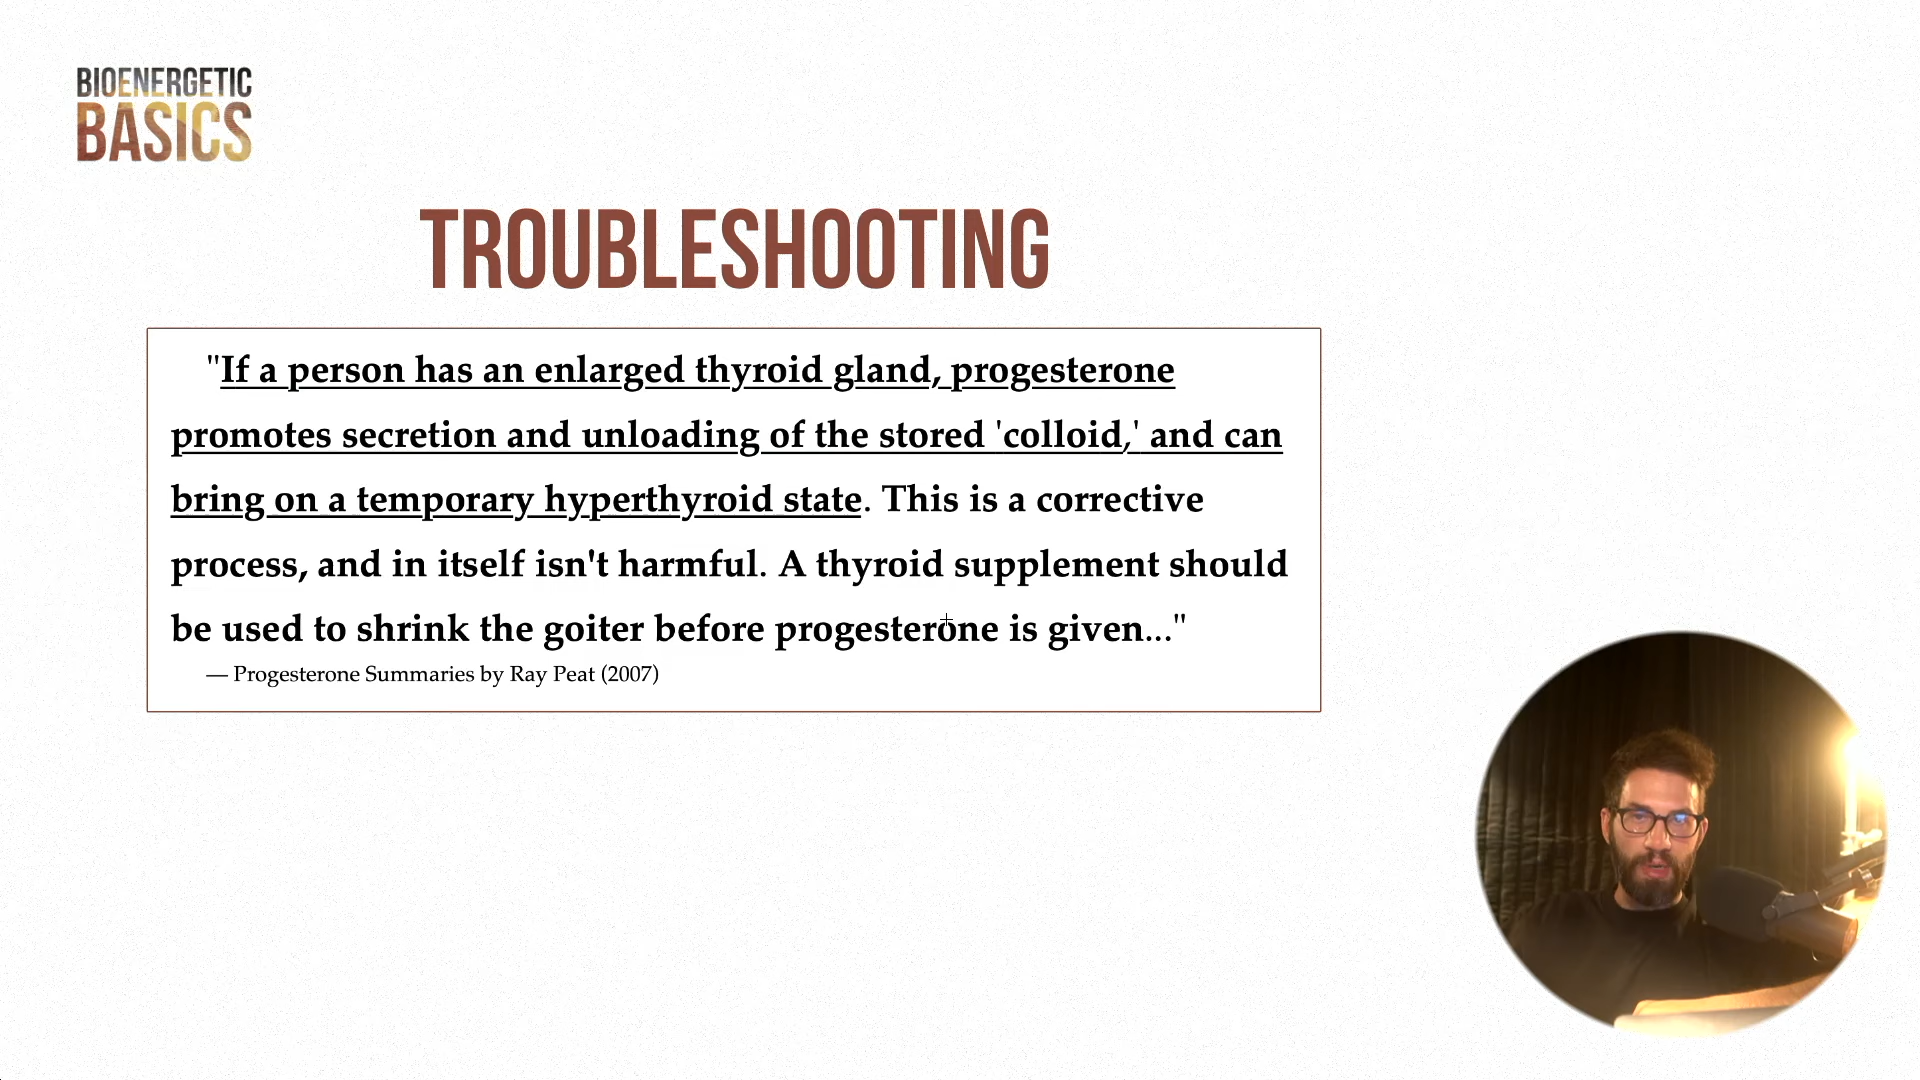 BIOENERGETIC
BASICS
TROUBLESHOOTING
"If a person has an enlarged thyroid gland, progesterone
promotes secretion and unloading of the stored 'colloid,' and can
bring on a temporary hyperthyroid state. This is a corrective
process, and in itself isn't harmful. A thyroid supplement should
be used to shrink the goiter before progesterone is given..."
— Progesterone Summaries by Ray Peat (2007)